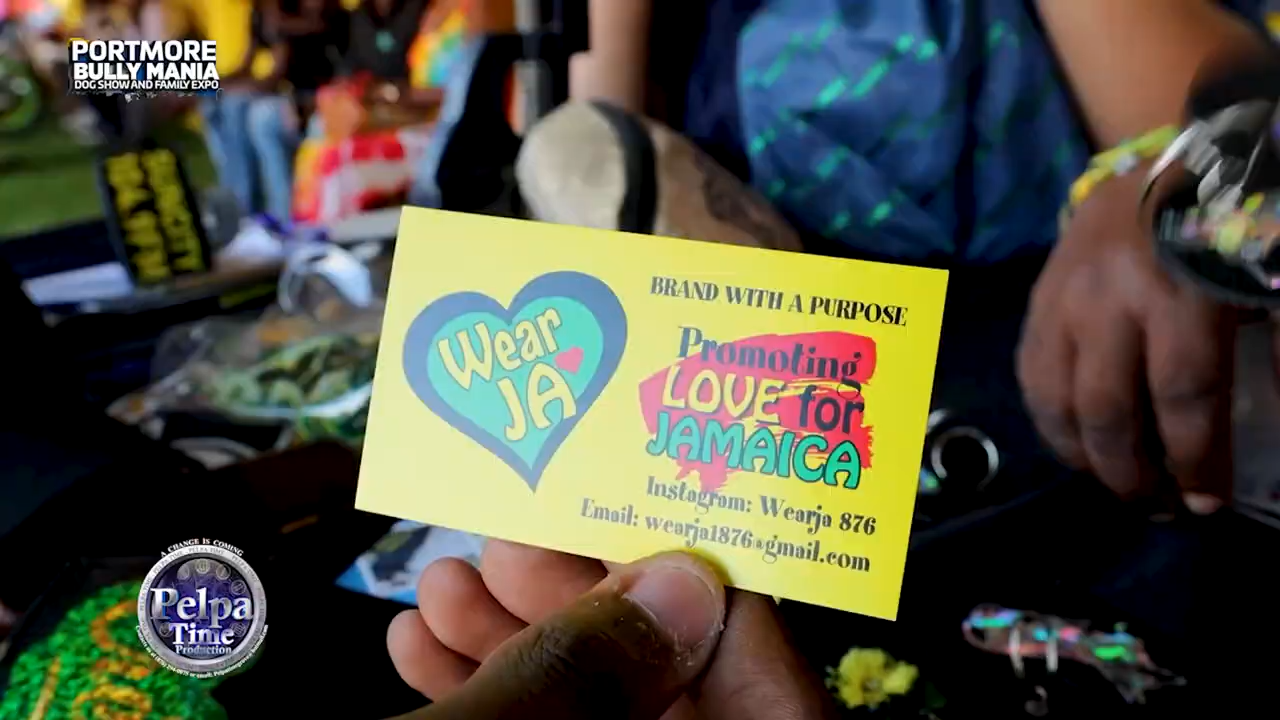 PORTMORE
BULLY MANIA
DOG SHOW AND FAMILY EXPO
BRAND WITH A PURPOSE
Wear
JA
Promoting
LOVE for
JAMAICA
Instagram: Wearja 876
Email: wearja1876@gmail.com
A CHANGE IS COMING
Pelpa
Time
Production